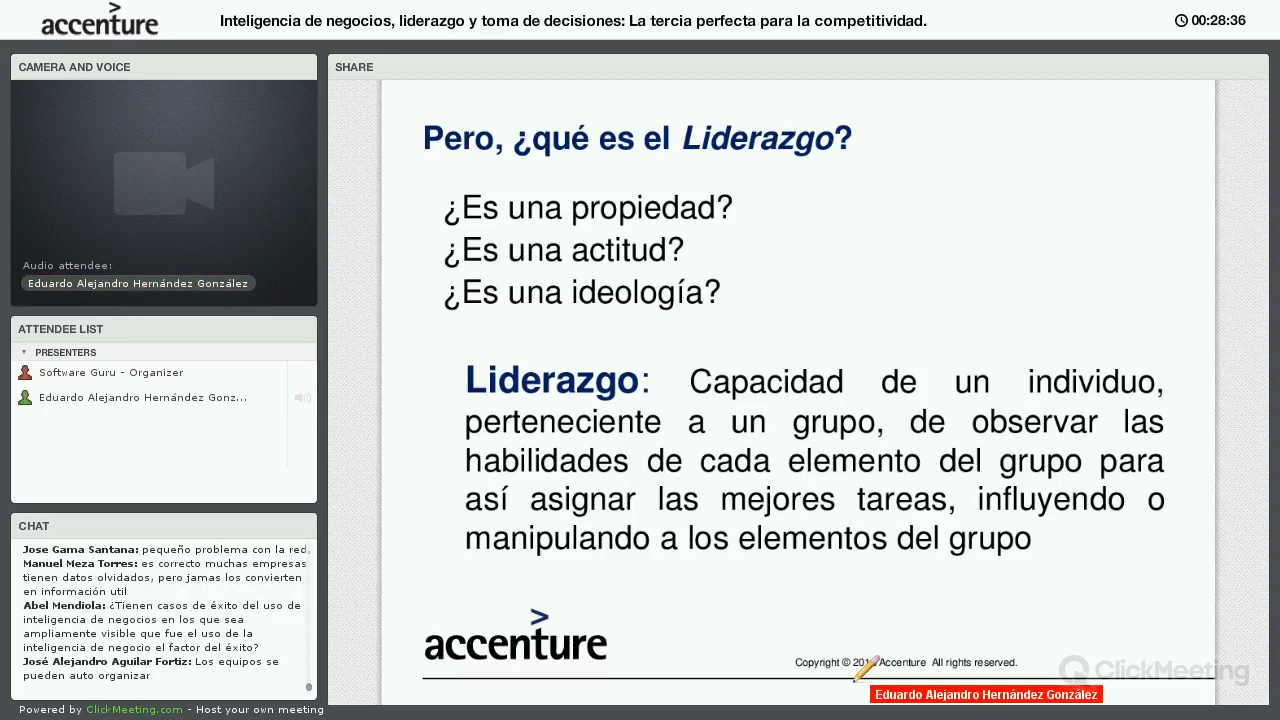 accenture
Inteligencia de negocios, liderazgo y toma de decisiones: La tercia perfecta para la competitividad.
00:28:36
CAMERA AND VOICE
Audio attendee:
Eduardo Alejandro Hernández González
ATTENDEE LIST
PRESENTERS
Software Guru - Organizer
Eduardo Alejandro Hernández Gonz...
CHAT
Jose Gama Santana: pequeño problema con la red,
Manuel Meza Torres: es correcto muchas empresas
tienen datos olvidados, pero jamas los convierten
en información util
Abel Mendiola: ¿Tienen casos de éxito del uso de
inteligencia de negocios en los que sea
ampliamente visible que fue el uso de la
inteligencia de negocio el factor del éxito?
José Alejandro Aguilar Fortiz: Los equipos se
pueden auto organizar
Powered by ClickMeeting.com - Host your own meeting
SHARE
Pero, ¿qué es el Liderazgo?
¿Es una propiedad?
¿Es una actitud?
¿Es una ideología?
Liderazgo: Capacidad de un individuo,
perteneciente a un grupo, de observar las
habilidades de cada elemento del grupo para
así asignar las mejores tareas, influyendo o
manipulando a los elementos del grupo
accenture
Copyright © Accenture All rights reserved.
ClickMeeting
Eduardo Alejandro Hernández González